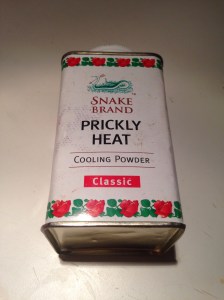 SNAKE
BRAND
PRICKLY
HEAT
COOLING POWDER
Classic